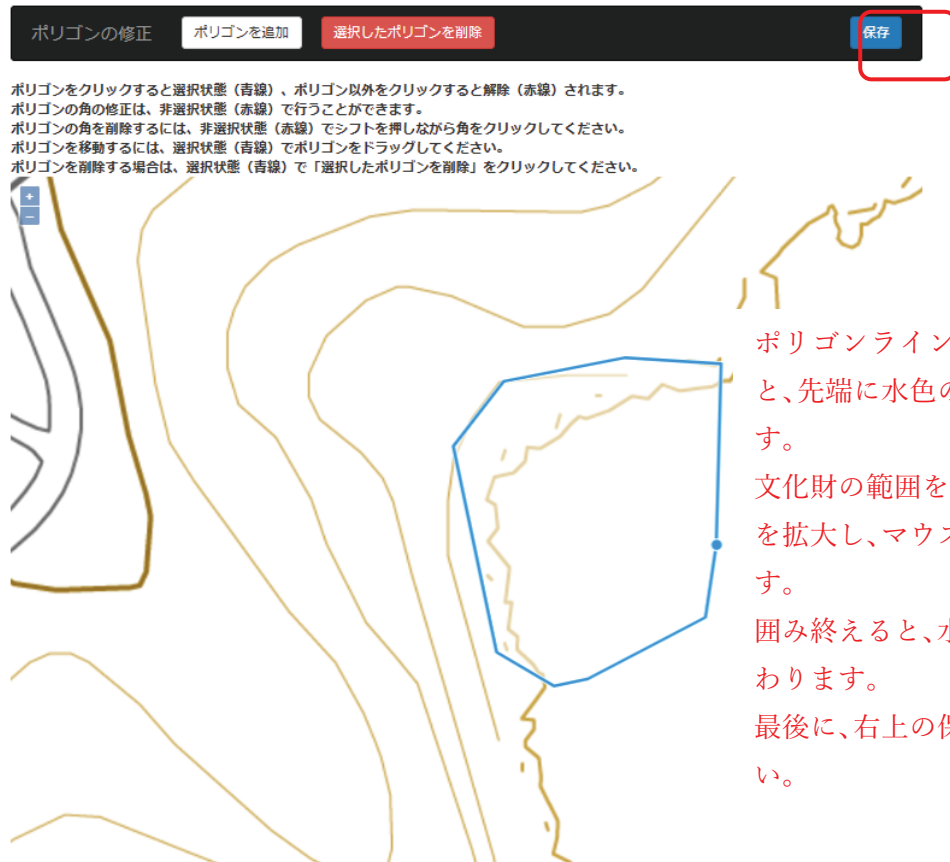 ポリゴンの修正 ポリゴンを追加 選択したポリゴンを削除 保存
ポリゴンをクリックすると選択状態（青線）、ポリゴン以外をクリックすると解除（赤線）されます。
ポリゴンの角の修正は、非選択状態（赤線）で行うことができます。
ポリゴンの角を削除するには、非選択状態（赤線）でシフトを押しながら角をクリックしてください。
ポリゴンを移動するには、選択状態（青線）でポリゴンをドラッグしてください。
ポリゴンを削除する場合は、選択状態（青線）で「選択したポリゴンを削除」をクリックしてください。
+
−
ポリゴンライン
と、先端に水色の
す。
文化財の範囲を
を拡大し、マウス
す。
囲み終えると、水
わります。
最後に、右上の保
い。